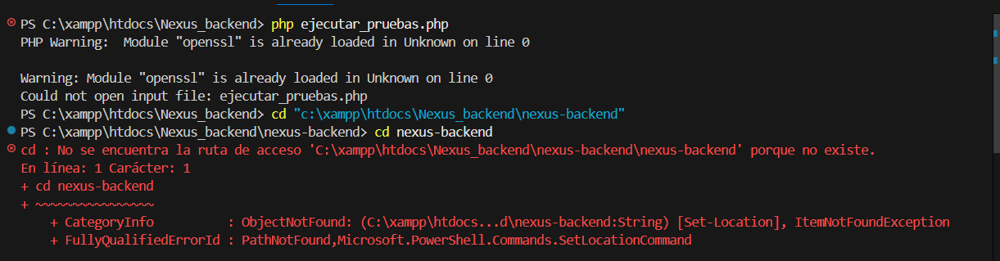 PS C:\xampp\htdocs\Nexus_backend> php ejecutar_pruebas.php
PHP Warning:  Module "openssl" is already loaded in Unknown on line 0

Warning: Module "openssl" is already loaded in Unknown on line 0
Could not open input file: ejecutar_pruebas.php
PS C:\xampp\htdocs\Nexus_backend> cd "c:\xampp\htdocs\Nexus_backend\nexus-backend"
PS C:\xampp\htdocs\Nexus_backend\nexus-backend> cd nexus-backend
cd : No se encuentra la ruta de acceso 'C:\xampp\htdocs\Nexus_backend\nexus-backend\nexus-backend' porque no existe.
En línea: 1 Carácter: 1
+ cd nexus-backend
+ ~~~~~~~~~~~~~~~~
    + CategoryInfo          : ObjectNotFound: (C:\xampp\htdocs...d\nexus-backend:String) [Set-Location], ItemNotFoundException
    + FullyQualifiedErrorId : PathNotFound,Microsoft.PowerShell.Commands.SetLocationCommand